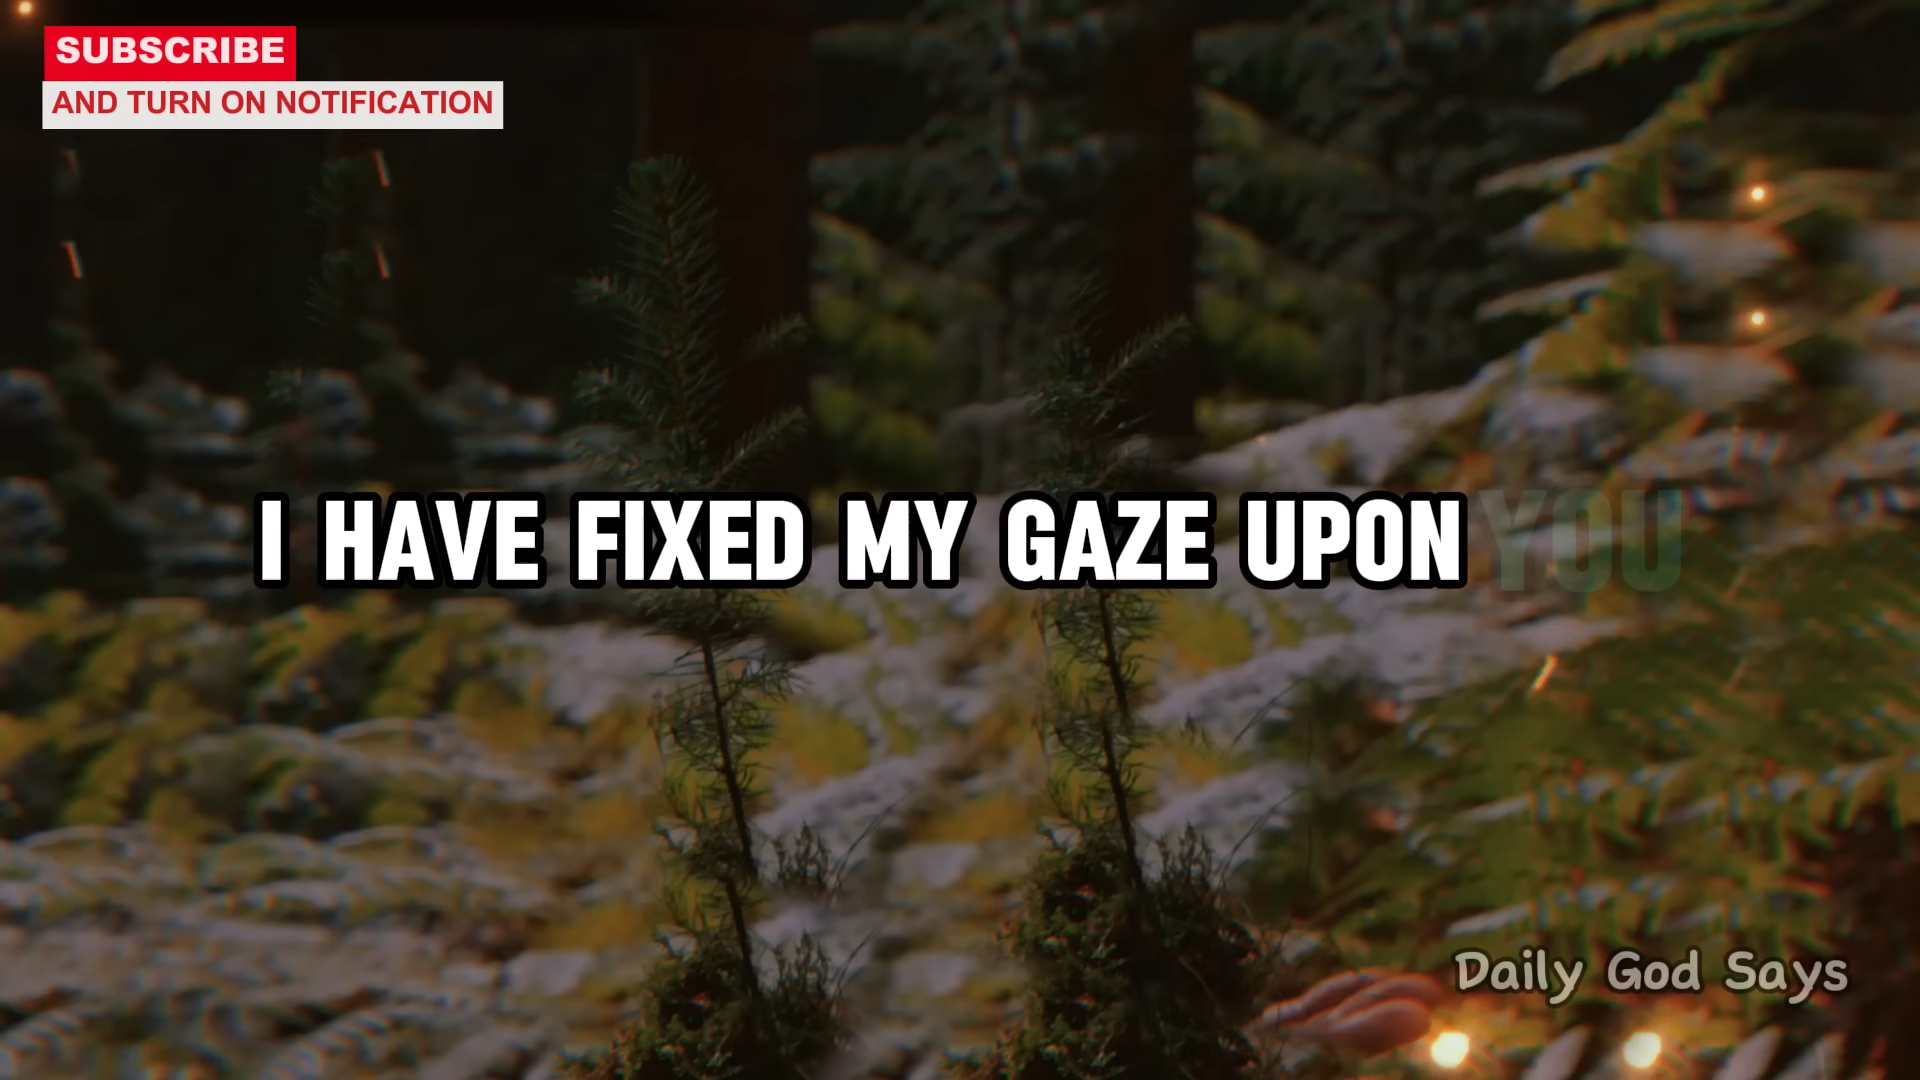 SUBSCRIBE
AND TURN ON NOTIFICATION
I HAVE FIXED MY GAZE UPON YOU
Daily God Says